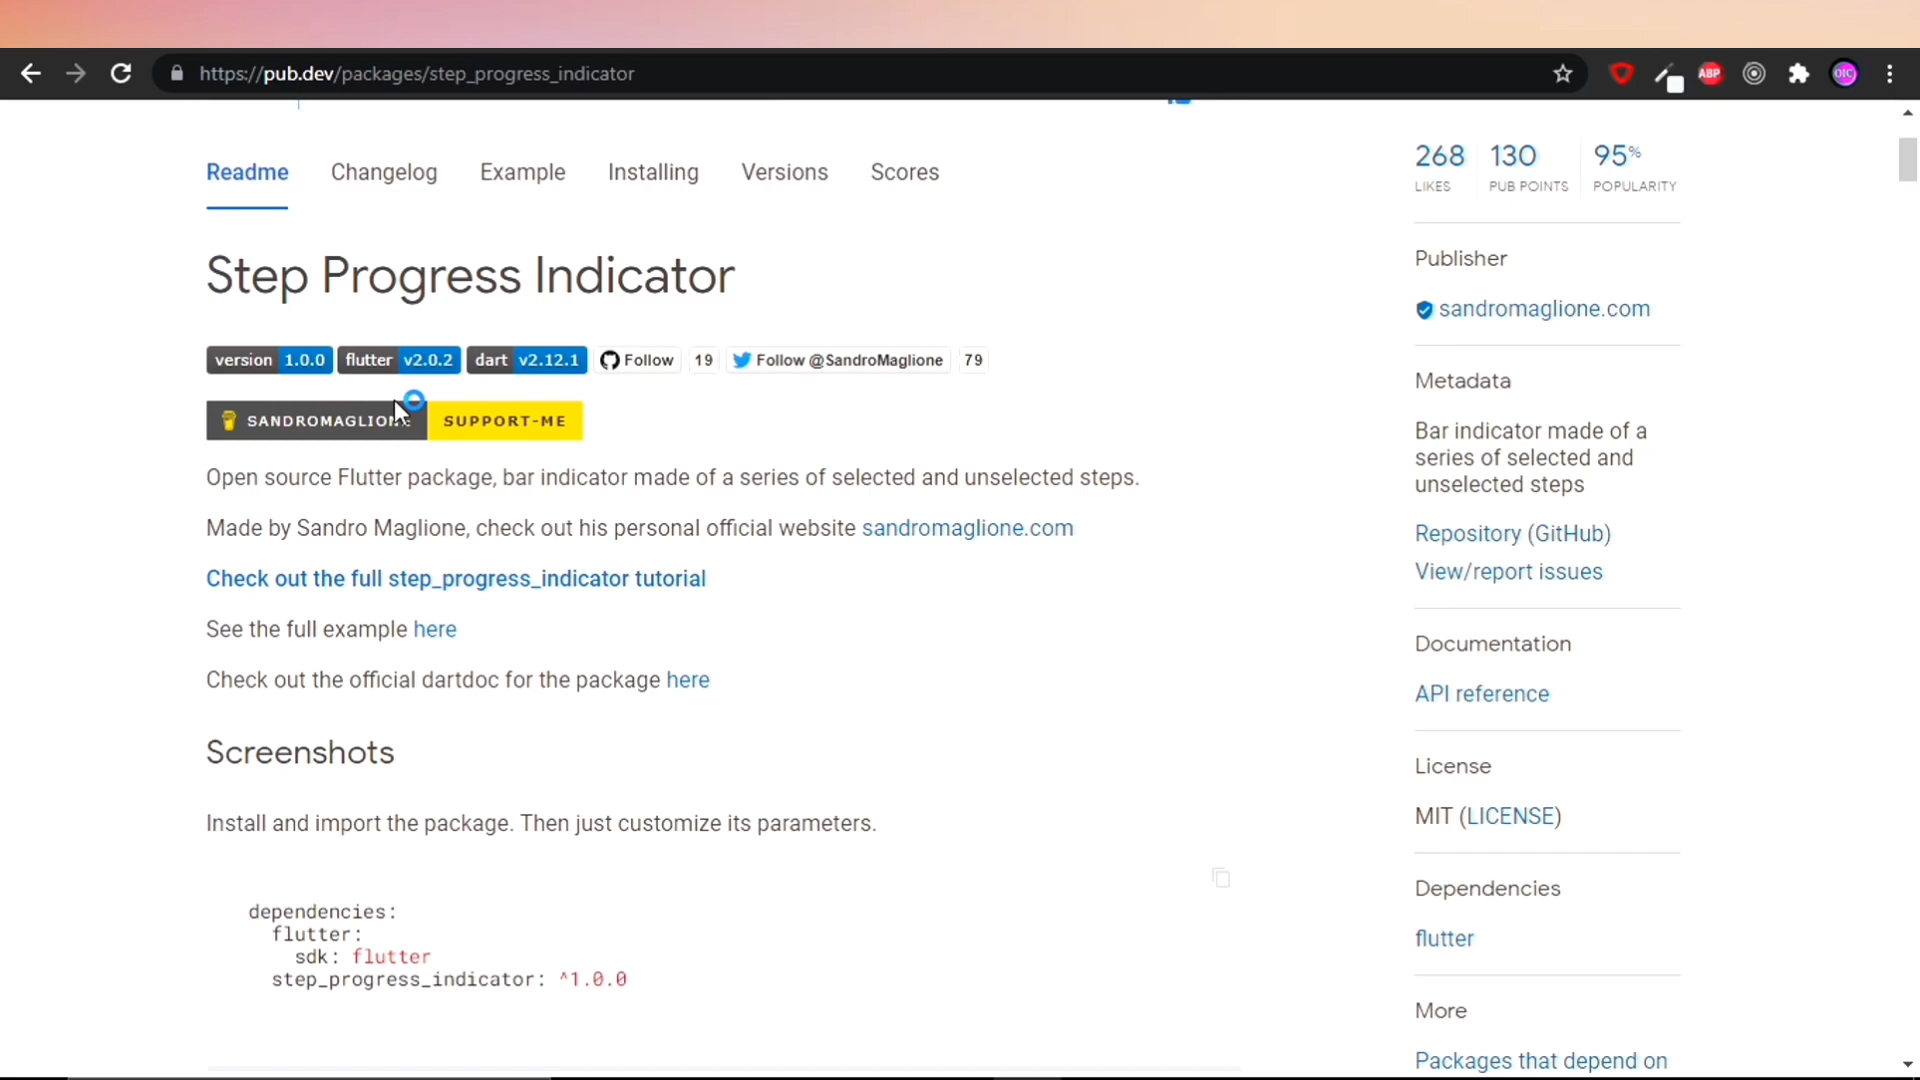 https://pub.dev/packages/step_progress_indicator
ABP
OIC
Readme Changelog Example Installing Versions Scores
268 130 95%
LIKES PUB POINTS POPULARITY
Step Progress Indicator
version 1.0.0 flutter v2.0.2 dart v2.12.1 Follow 19 Follow @SandroMaglione 79
SANDROMAGLIONE SUPPORT-ME
Open source Flutter package, bar indicator made of a series of selected and unselected steps.
Made by Sandro Maglione, check out his personal official website sandromaglione.com
Check out the full step_progress_indicator tutorial
See the full example here
Check out the official dartdoc for the package here
Screenshots
Install and import the package. Then just customize its parameters.
dependencies:
flutter:
sdk: flutter
step_progress_indicator: ^1.0.0
Publisher
sandromaglione.com
Metadata
Bar indicator made of a
series of selected and
unselected steps
Repository (GitHub)
View/report issues
Documentation
API reference
License
MIT (LICENSE)
Dependencies
flutter
More
Packages that depend on